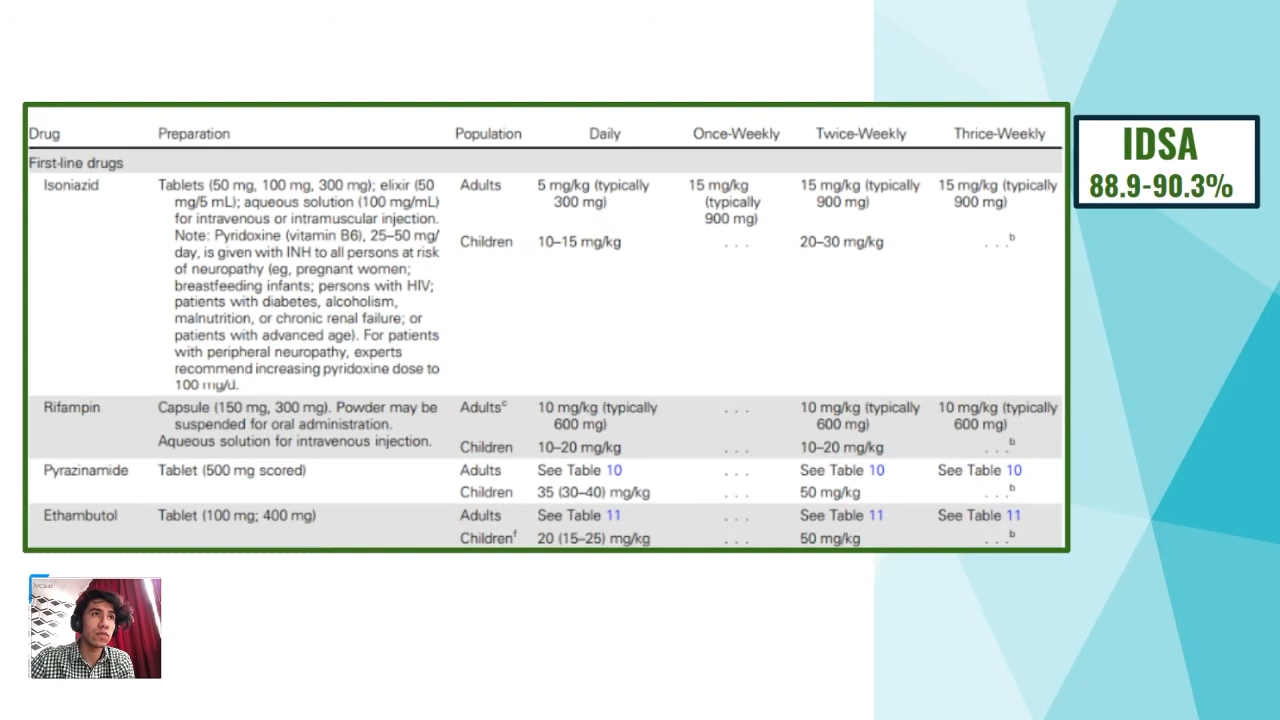 Drug Preparation Population Daily Once-Weekly Twice-Weekly Thrice-Weekly
First-line drugs
Isoniazid Tablets (50 mg, 100 mg, 300 mg); elixir (50 Adults 5 mg/kg (typically 15 mg/kg 15 mg/kg (typically 15 mg/kg (typically
mg/5 mL); aqueous solution (100 mg/mL) 300 mg) (typically 900 mg) 900 mg)
for intravenous or intramuscular injection. 900 mg)
Note: Pyridoxine (vitamin B6), 25–50 mg/ Children 10–15 mg/kg . . . 20–30 mg/kg . . .b
day, is given with INH to all persons at risk
of neuropathy (eg, pregnant women;
breastfeeding infants; persons with HIV;
patients with diabetes, alcoholism,
malnutrition, or chronic renal failure; or
patients with advanced age). For patients
with peripheral neuropathy, experts
recommend increasing pyridoxine dose to
100 mg/d.
Rifampin Capsule (150 mg, 300 mg). Powder may be Adultsc 10 mg/kg (typically . . . 10 mg/kg (typically 10 mg/kg (typically
suspended for oral administration. 600 mg) 600 mg) 600 mg)
Aqueous solution for intravenous injection. Children 10–20 mg/kg . . . 10–20 mg/kg . . .b
Pyrazinamide Tablet (500 mg scored) Adults See Table 10 . . . See Table 10 See Table 10
Children 35 (30–40) mg/kg . . . 50 mg/kg . . .b
Ethambutol Tablet (100 mg; 400 mg) Adults See Table 11 . . . See Table 11 See Table 11
Childrenf 20 (15–25) mg/kg . . . 50 mg/kg . . .b
IDSA
88.9-90.3%